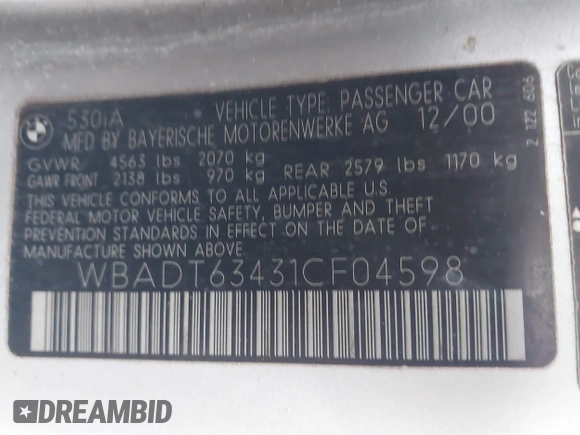 BMW
530iA VEHICLE TYPE: PASSENGER CAR
MFD BY BAYERISCHE MOTORENWERKE AG 12/00
GVWR 4563 lbs 2070 kg
GAWR FRONT 2138 lbs 970 kg REAR 2579 lbs 1170 kg
THIS VEHICLE CONFORMS TO ALL APPLICABLE U.S.
FEDERAL MOTOR VEHICLE SAFETY, BUMPER AND THEFT
PREVENTION STANDARDS IN EFFECT ON THE DATE OF
MANUFACTURE SHOWN ABOVE.
WBADT63431CF04598
2 122 606
DREAMBID